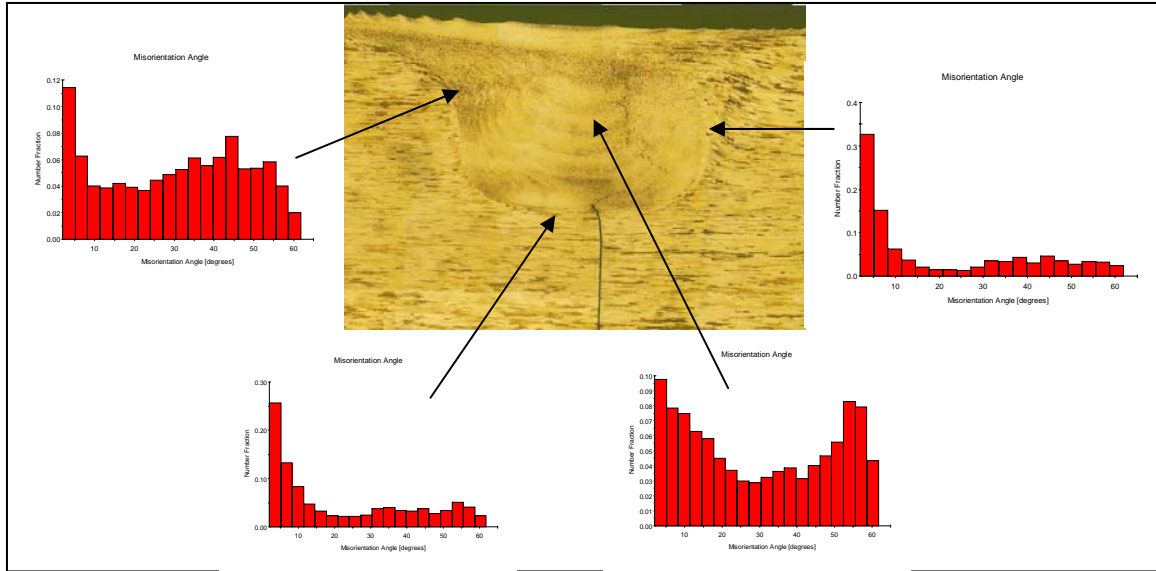 Misorientation Angle
0.12
0.10
0.08
0.06
0.04
0.02
0.00
Number Fraction
10 20 30 40 50 60
Misorientation Angle [degrees]
Misorientation Angle
0.4
0.3
0.2
0.1
0.0
Number Fraction
10 20 30 40 50 60
Misorientation Angle [degrees]
Misorientation Angle
0.30
0.20
0.10
0.00
Number Fraction
10 20 30 40 50 60
Misorientation Angle [degrees]
Misorientation Angle
0.10
0.09
0.08
0.07
0.06
0.05
0.04
0.03
0.02
0.01
0.00
Number Fraction
10 20 30 40 50 60
Misorientation Angle [degrees]